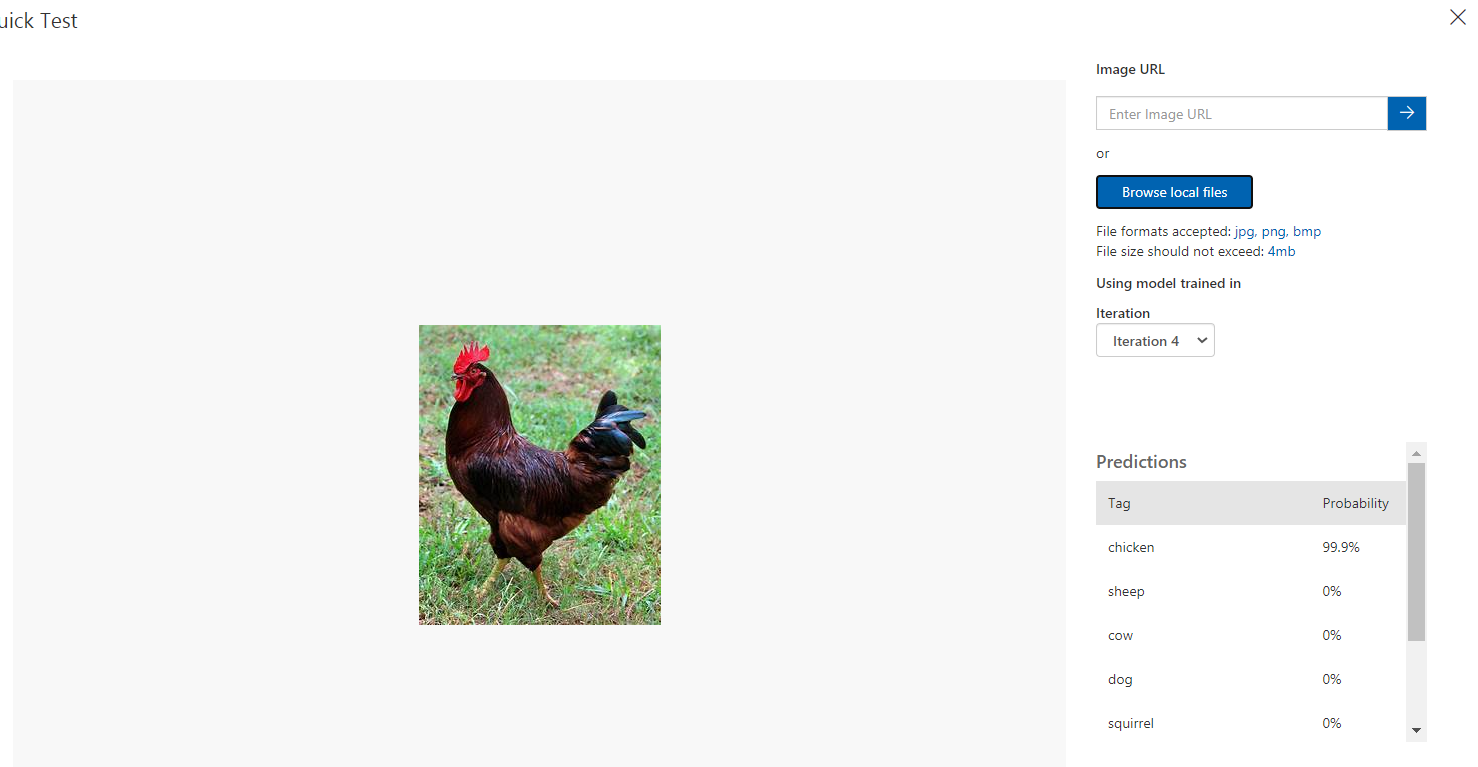 uick Test
Image URL
Enter Image URL
or
Browse local files
File formats accepted: jpg, png, bmp
File size should not exceed: 4mb
Using model trained in
Iteration
Iteration 4
Predictions
Tag Probability
chicken 99.9%
sheep 0%
cow 0%
dog 0%
squirrel 0%